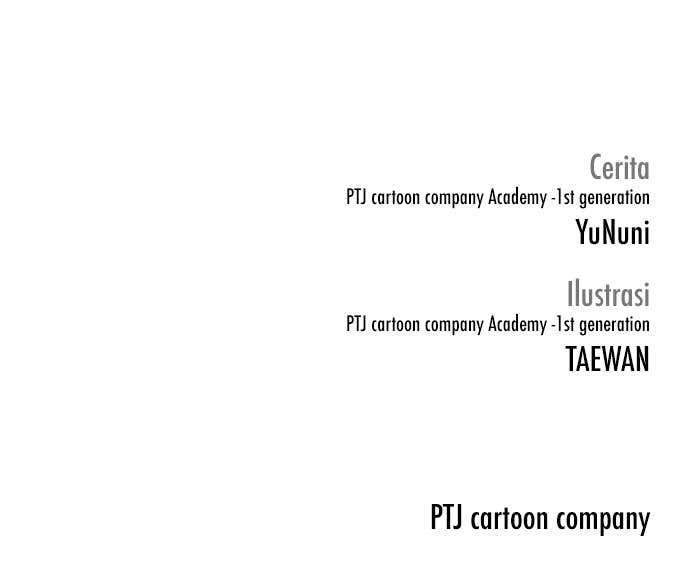 Cerita
PTJ cartoon company Academy -1st generation
YuNuni
Ilustrasi
PTJ cartoon company Academy -1st generation
TAEWAN
PTJ cartoon company